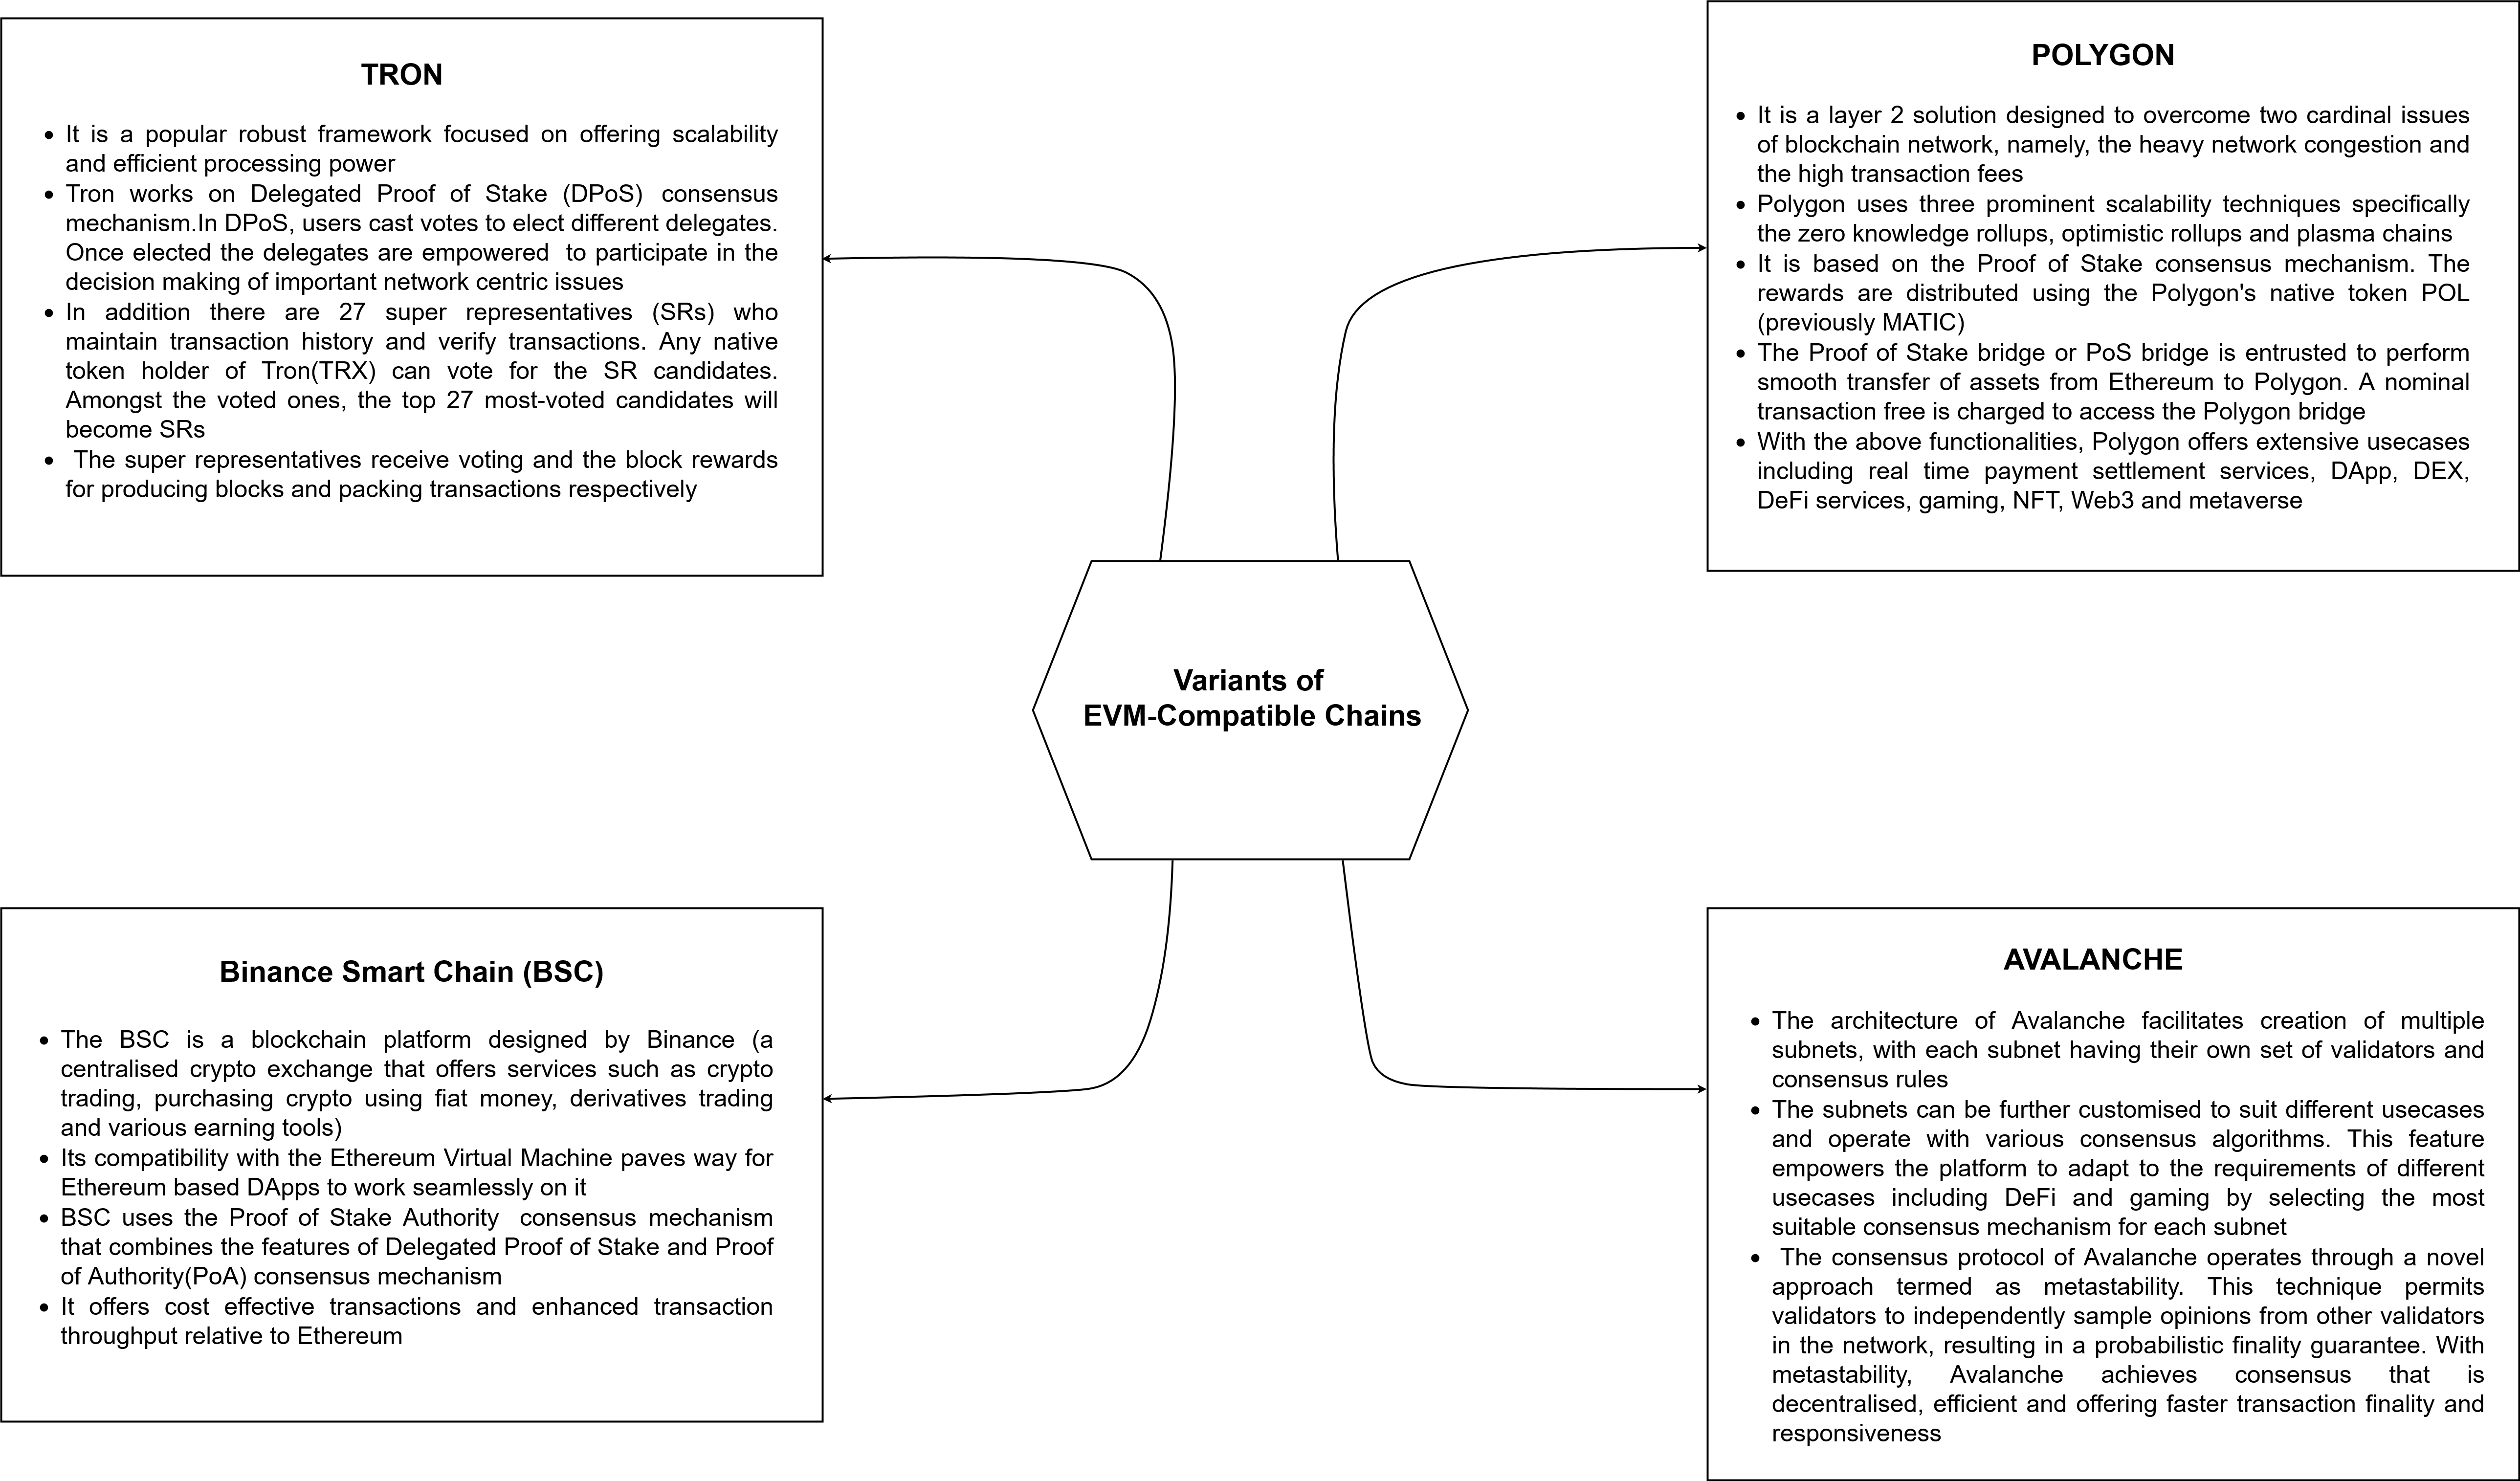 TRON
It is a popular robust framework focused on offering scalability
and efficient processing power
Tron works on Delegated Proof of Stake (DPoS) consensus
mechanism.In DPoS, users cast votes to elect different delegates.
Once elected the delegates are empowered to participate in the
decision making of important network centric issues
In addition there are 27 super representatives (SRs) who
maintain transaction history and verify transactions. Any native
token holder of Tron(TRX) can vote for the SR candidates.
Amongst the voted ones, the top 27 most-voted candidates will
become SRs
The super representatives receive voting and the block rewards
for producing blocks and packing transactions respectively
POLYGON
It is a layer 2 solution designed to overcome two cardinal issues
of blockchain network, namely, the heavy network congestion and
the high transaction fees
Polygon uses three prominent scalability techniques specifically
the zero knowledge rollups, optimistic rollups and plasma chains
It is based on the Proof of Stake consensus mechanism. The
rewards are distributed using the Polygon's native token POL
(previously MATIC)
The Proof of Stake bridge or PoS bridge is entrusted to perform
smooth transfer of assets from Ethereum to Polygon. A nominal
transaction free is charged to access the Polygon bridge
With the above functionalities, Polygon offers extensive usecases
including real time payment settlement services, DApp, DEX,
DeFi services, gaming, NFT, Web3 and metaverse
Variants of
EVM-Compatible Chains
Binance Smart Chain (BSC)
The BSC is a blockchain platform designed by Binance (a
centralised crypto exchange that offers services such as crypto
trading, purchasing crypto using fiat money, derivatives trading
and various earning tools)
Its compatibility with the Ethereum Virtual Machine paves way for
Ethereum based DApps to work seamlessly on it
BSC uses the Proof of Stake Authority consensus mechanism
that combines the features of Delegated Proof of Stake and Proof
of Authority(PoA) consensus mechanism
It offers cost effective transactions and enhanced transaction
throughput relative to Ethereum
AVALANCHE
The architecture of Avalanche facilitates creation of multiple
subnets, with each subnet having their own set of validators and
consensus rules
The subnets can be further customised to suit different usecases
and operate with various consensus algorithms. This feature
empowers the platform to adapt to the requirements of different
usecases including DeFi and gaming by selecting the most
suitable consensus mechanism for each subnet
The consensus protocol of Avalanche operates through a novel
approach termed as metastability. This technique permits
validators to independently sample opinions from other validators
in the network, resulting in a probabilistic finality guarantee. With
metastability, Avalanche achieves consensus that is
decentralised, efficient and offering faster transaction finality and
responsiveness